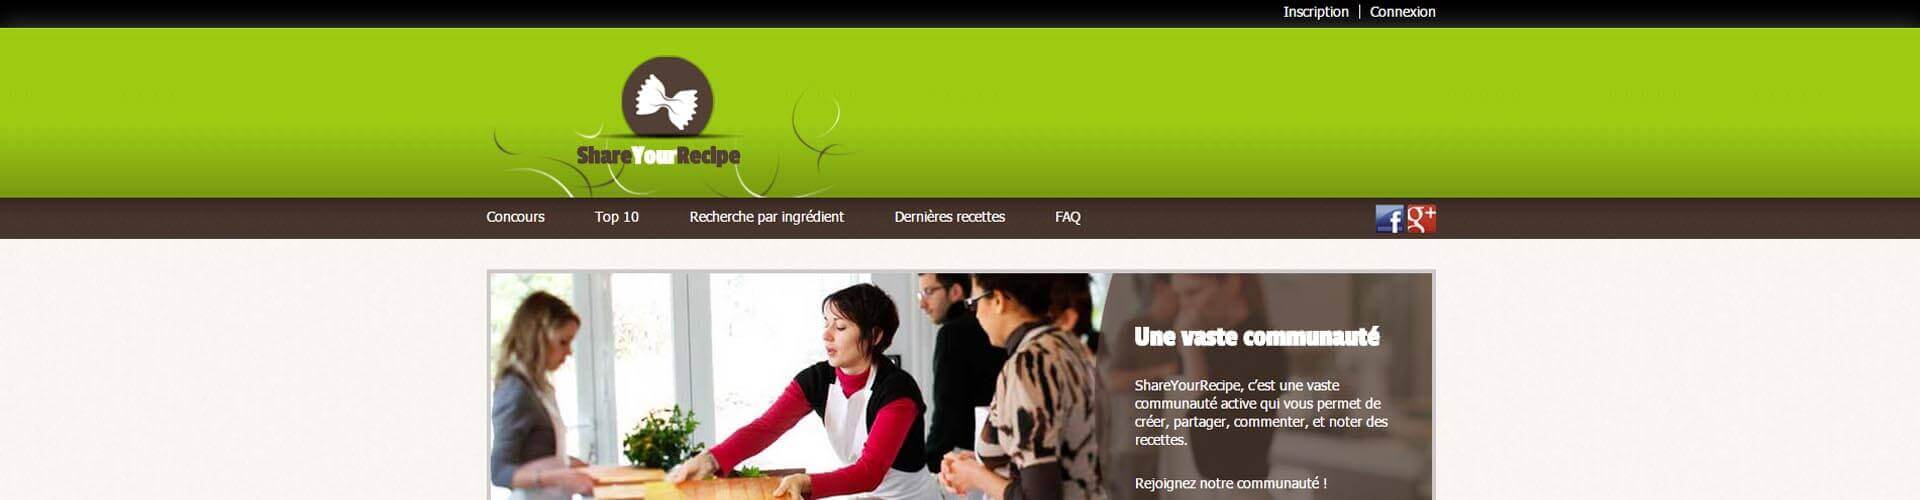 Inscription | Connexion
ShareYourRecipe
Concours Top 10 Recherche par ingrédient Dernières recettes FAQ
f g+
Une vaste communauté
ShareYourRecipe, c’est une vaste
communauté active qui vous permet de
créer, partager, commenter, et noter des
recettes.
Rejoignez notre communauté !